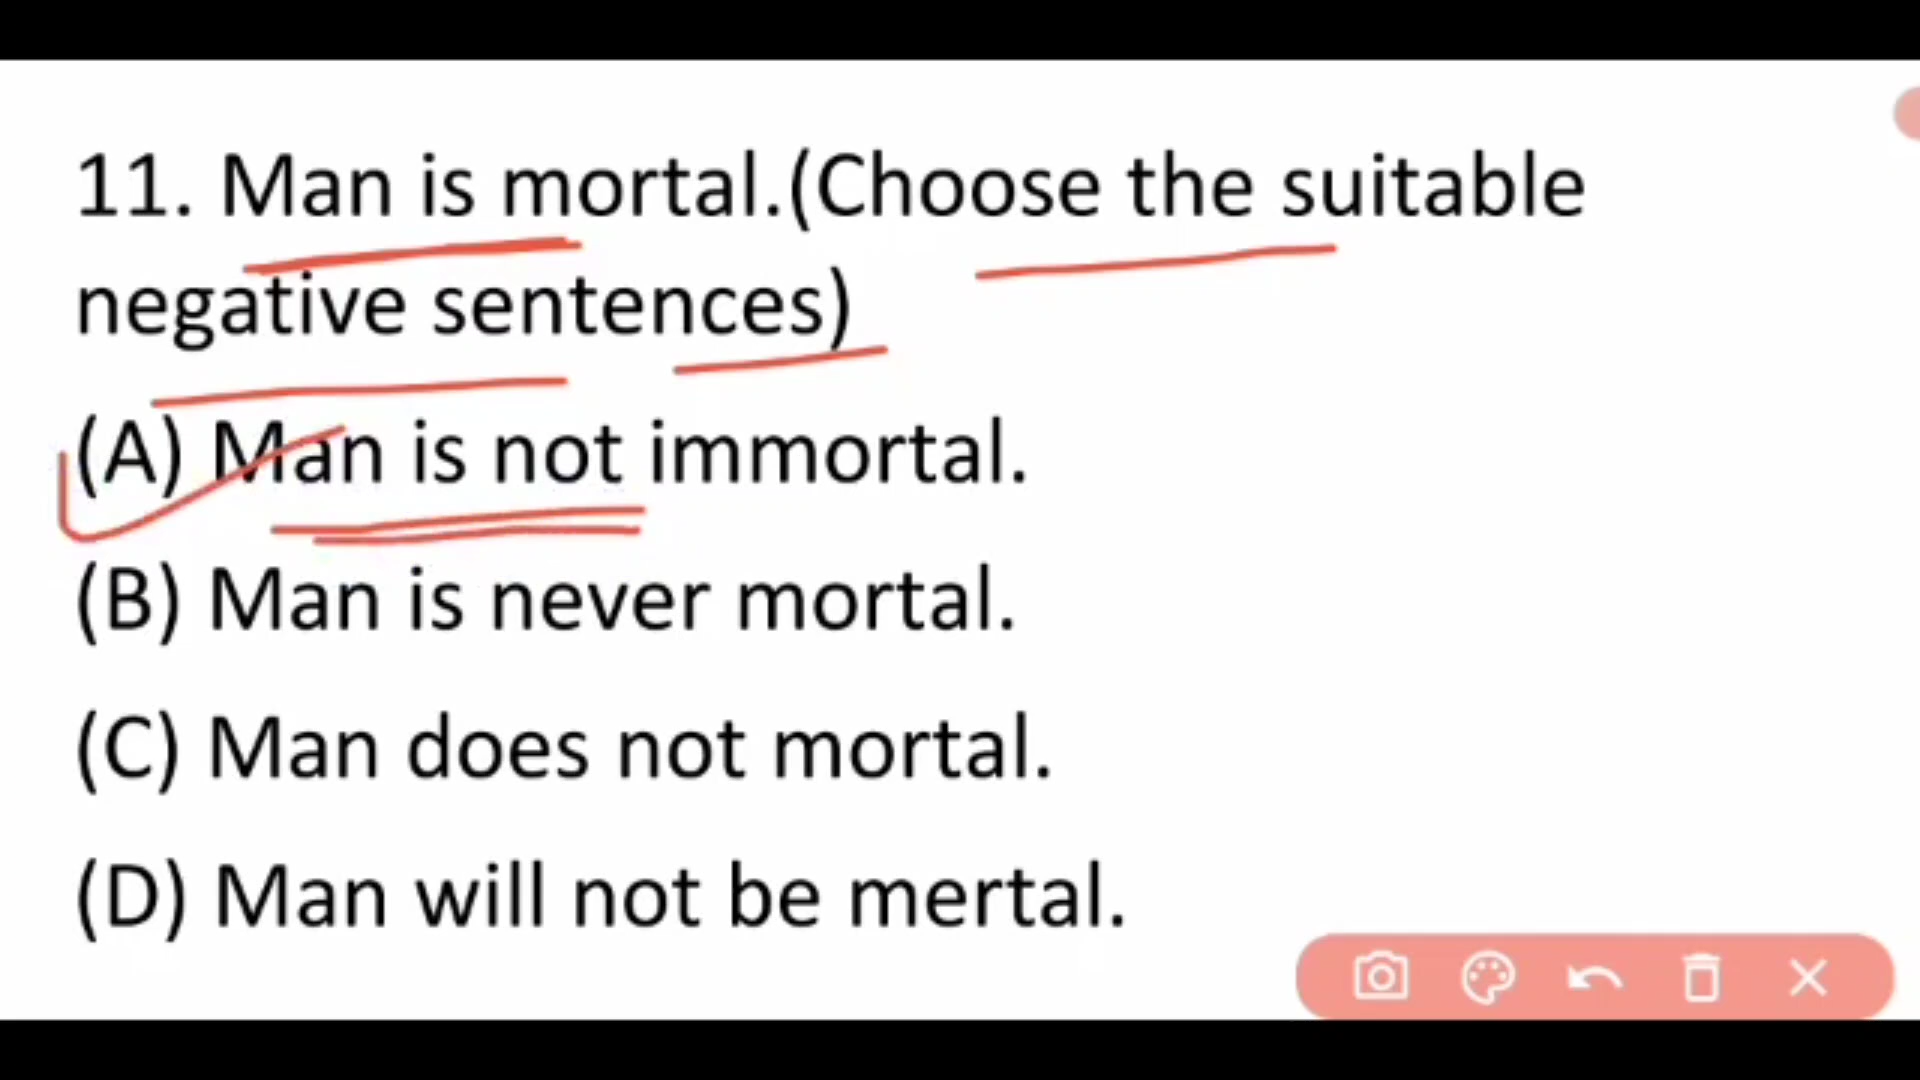 11. Man is mortal.(Choose the suitable
negative sentences)
(A) Man is not immortal.
(B) Man is never mortal.
(C) Man does not mortal.
(D) Man will not be mertal.